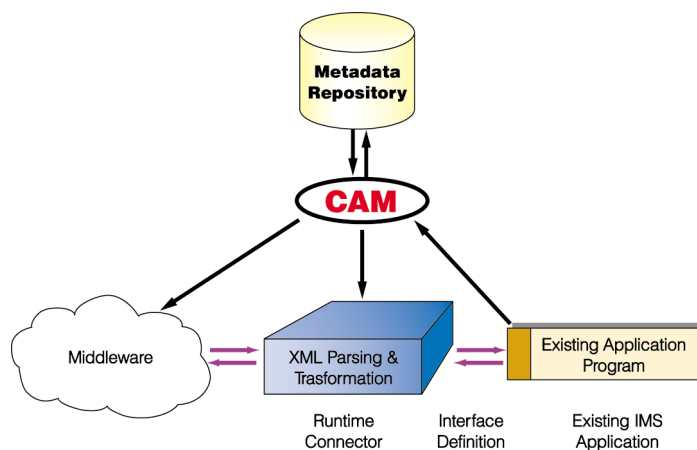 Metadata
Repository
CAM
Middleware
XML Parsing &
Trasformation
Existing Application
Program
Runtime
Connector
Interface
Definition
Existing IMS
Application